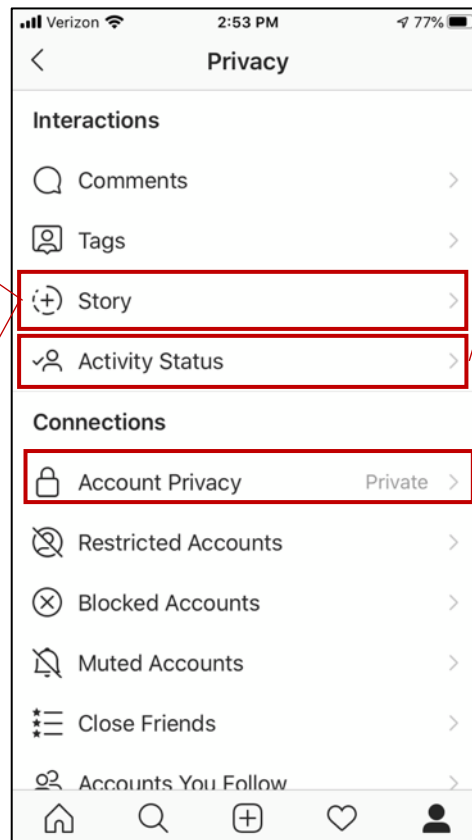 Verizon 2:53 PM 77%
Privacy
Interactions
Comments
Tags
Story
Activity Status
Connections
Account Privacy Private
Restricted Accounts
Blocked Accounts
Muted Accounts
Close Friends
Accounts You Follow